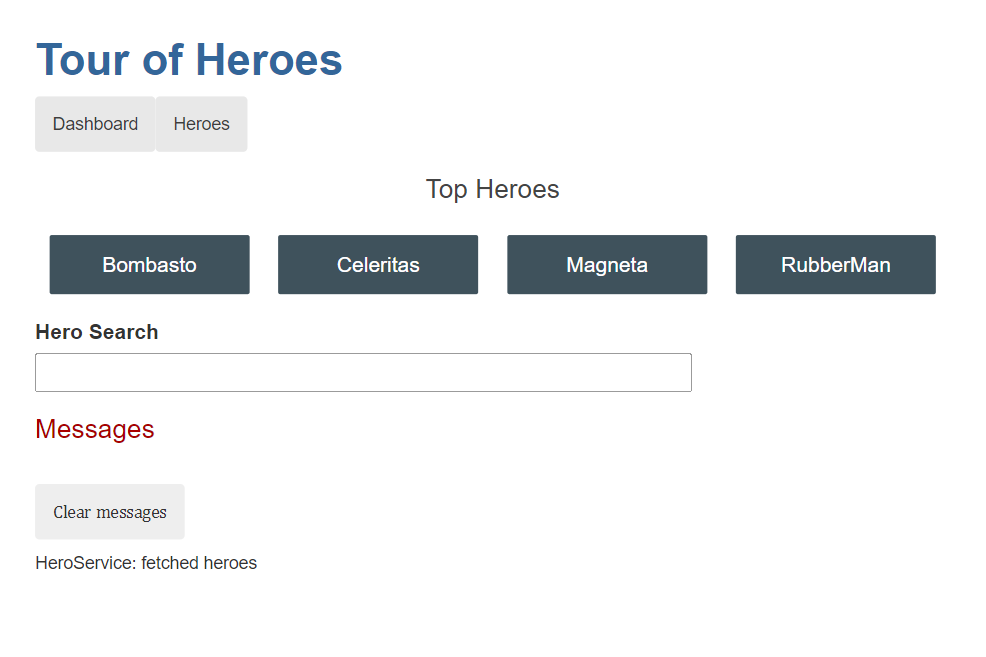 Tour of Heroes
Dashboard Heroes
Top Heroes
Bombasto Celeritas Magneta RubberMan
Hero Search
Messages
Clear messages
HeroService: fetched heroes